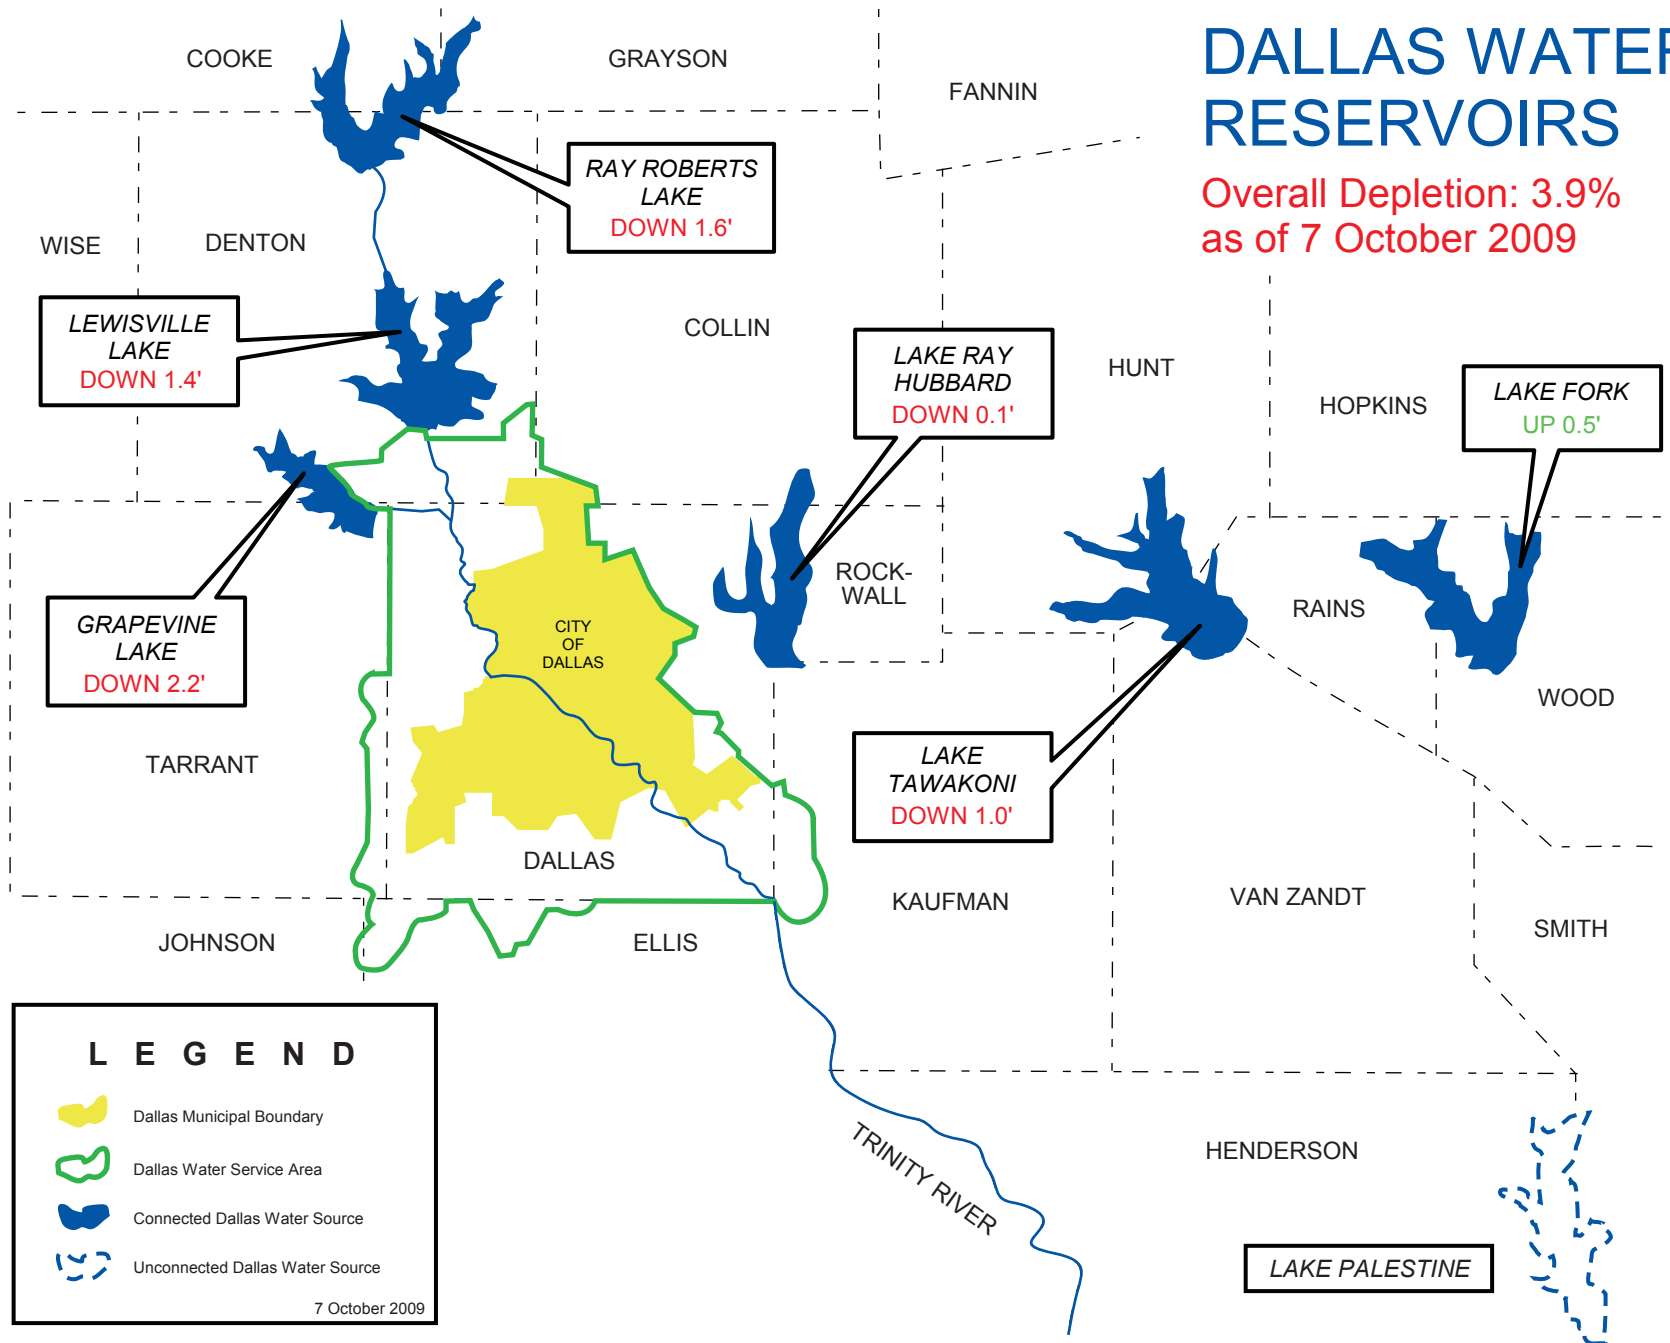 DALLAS WATER
RESERVOIRS
Overall Depletion: 3.9%
as of 7 October 2009
COOKE
GRAYSON
FANNIN
RAY ROBERTS
LAKE
DOWN 1.6'
WISE
DENTON
LEWISVILLE
LAKE
DOWN 1.4'
COLLIN
LAKE RAY
HUBBARD
DOWN 0.1'
HUNT
HOPKINS
LAKE FORK
UP 0.5'
GRAPEVINE
LAKE
DOWN 2.2'
CITY
OF
DALLAS
ROCK-
WALL
RAINS
WOOD
TARRANT
LAKE
TAWAKONI
DOWN 1.0'
DALLAS
KAUFMAN
VAN ZANDT
SMITH
JOHNSON
ELLIS
LEGEND
Dallas Municipal Boundary
Dallas Water Service Area
Connected Dallas Water Source
Unconnected Dallas Water Source
7 October 2009
TRINITY RIVER
HENDERSON
LAKE PALESTINE